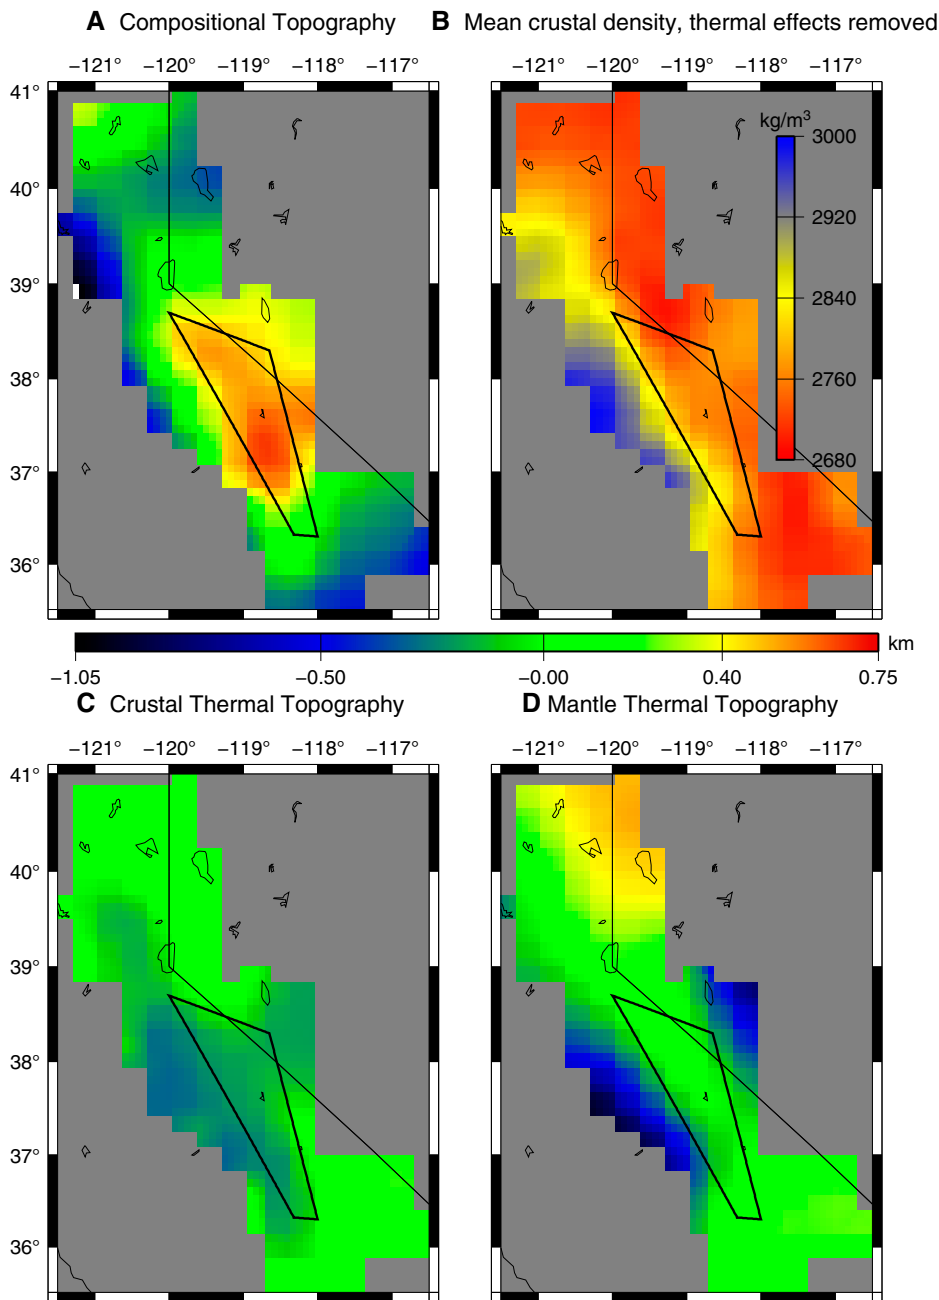 A Compositional Topography
B Mean crustal density, thermal effects removed
−121° −120° −119° −118° −117°
−121° −120° −119° −118° −117°
41°
40°
39°
38°
37°
36°
kg/m³
3000
2920
2840
2760
2680
−1.05 −0.50 −0.00 0.40 0.75 km
C Crustal Thermal Topography
D Mantle Thermal Topography
−121° −120° −119° −118° −117°
−121° −120° −119° −118° −117°
41°
40°
39°
38°
37°
36°